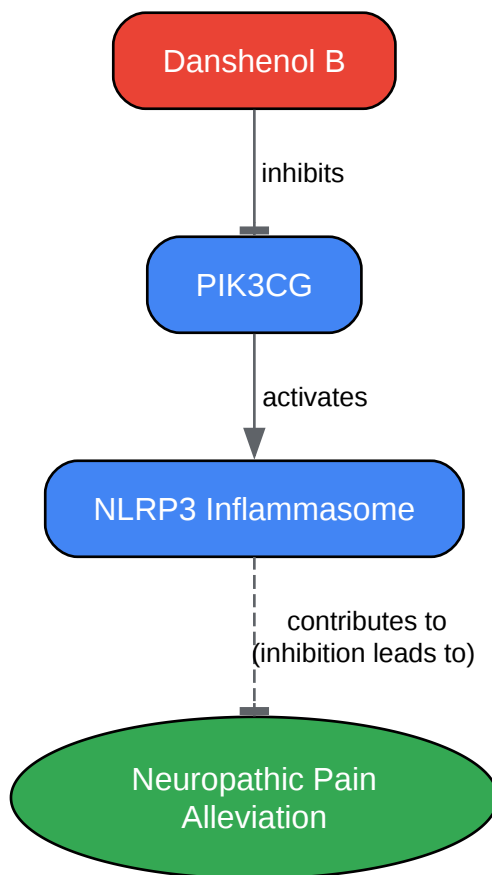 Danshenol B
inhibits
PIK3CG
activates
NLRP3 Inflammasome
contributes to
(inhibition leads to)
Neuropathic Pain
Alleviation